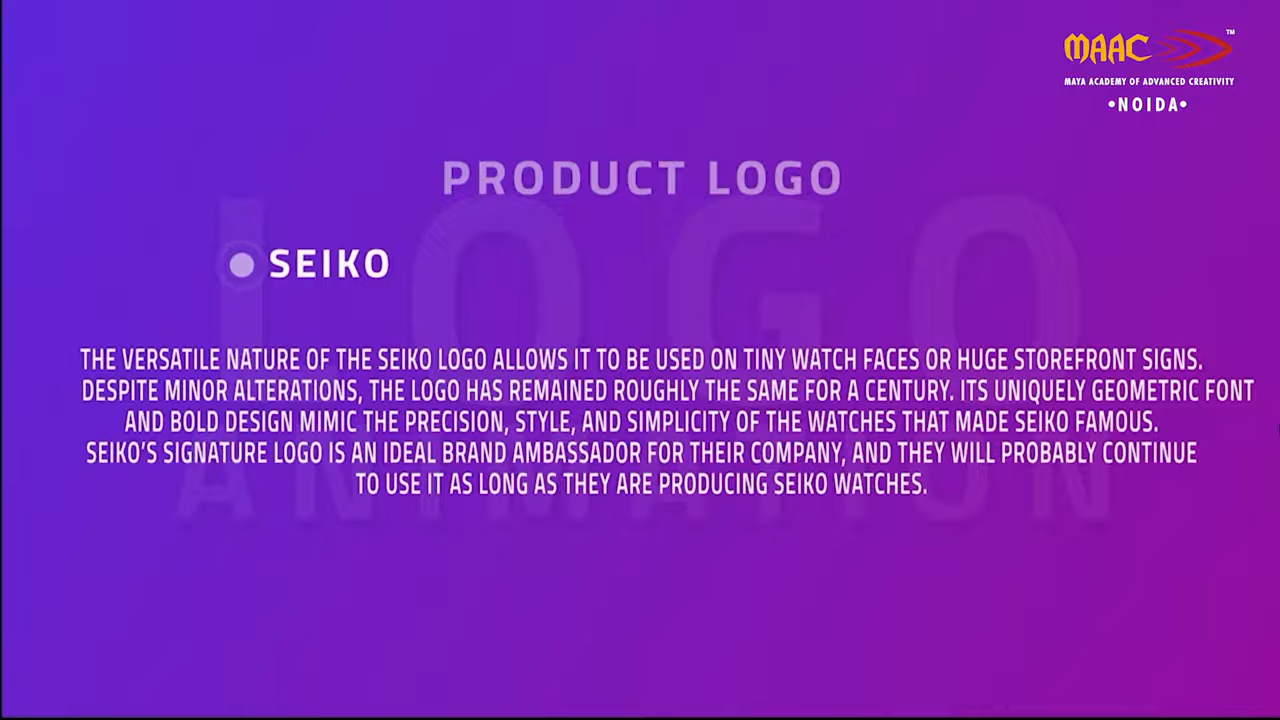 MAAC TM
MAYA ACADEMY OF ADVANCED CREATIVITY
•NOIDA•
PRODUCT LOGO
LOGO
SEIKO
THE VERSATILE NATURE OF THE SEIKO LOGO ALLOWS IT TO BE USED ON TINY WATCH FACES OR HUGE STOREFRONT SIGNS.
DESPITE MINOR ALTERATIONS, THE LOGO HAS REMAINED ROUGHLY THE SAME FOR A CENTURY. ITS UNIQUELY GEOMETRIC FONT
AND BOLD DESIGN MIMIC THE PRECISION, STYLE, AND SIMPLICITY OF THE WATCHES THAT MADE SEIKO FAMOUS.
SEIKO'S SIGNATURE LOGO IS AN IDEAL BRAND AMBASSADOR FOR THEIR COMPANY, AND THEY WILL PROBABLY CONTINUE
TO USE IT AS LONG AS THEY ARE PRODUCING SEIKO WATCHES.
ANIMATION